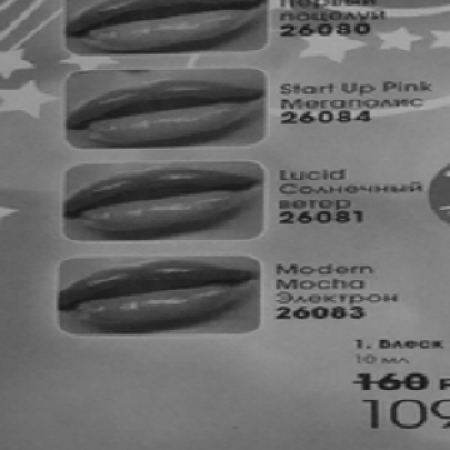 Первый
поцелуй
26080
Start Up Pink
Мегаполис
26084
Lucid
Солнечный
ветер
26081
Modern
Mocha
Электрон
26083
1. Блеск
10 мл
160 Р
109